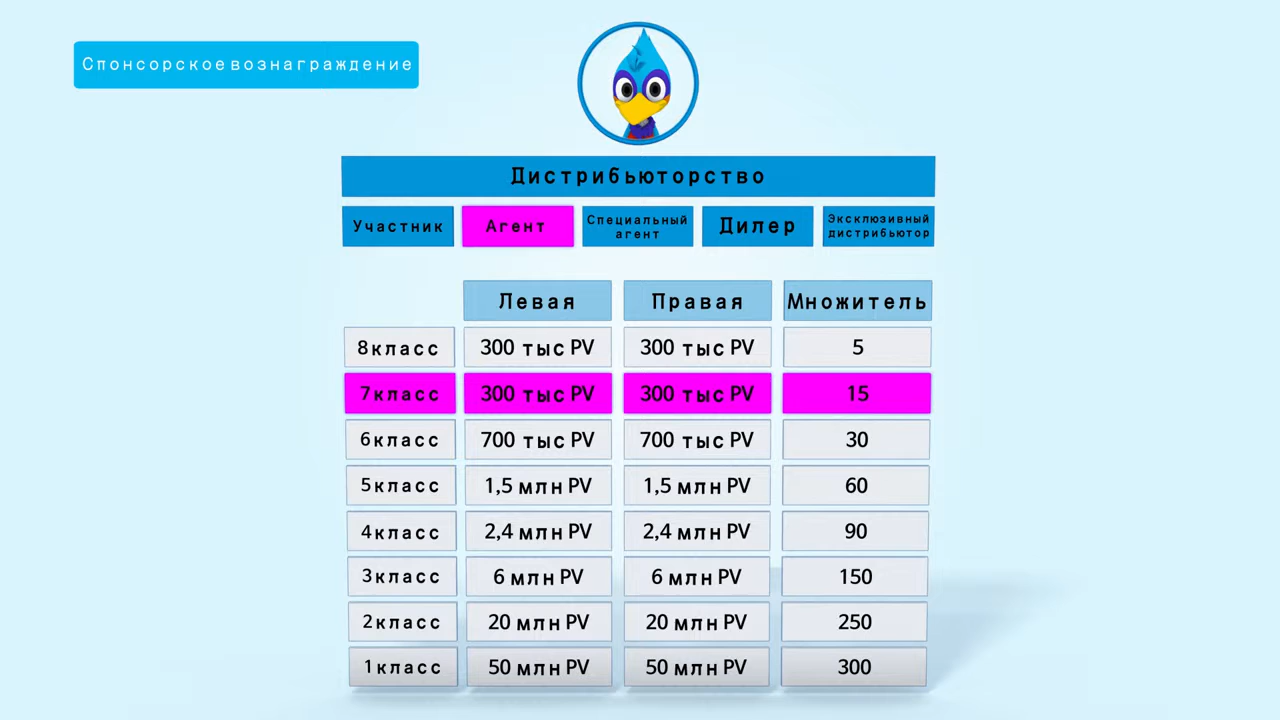 Спонсорское вознаграждение
Дистрибьюторство
Участник Агент Специальный агент Дилер Эксклюзивный дистрибьютор
Левая Правая Множитель
8 класс 300 тыс PV 300 тыс PV 5
7 класс 300 тыс PV 300 тыс PV 15
6 класс 700 тыс PV 700 тыс PV 30
5 класс 1,5 млн PV 1,5 млн PV 60
4 класс 2,4 млн PV 2,4 млн PV 90
3 класс 6 млн PV 6 млн PV 150
2 класс 20 млн PV 20 млн PV 250
1 класс 50 млн PV 50 млн PV 300